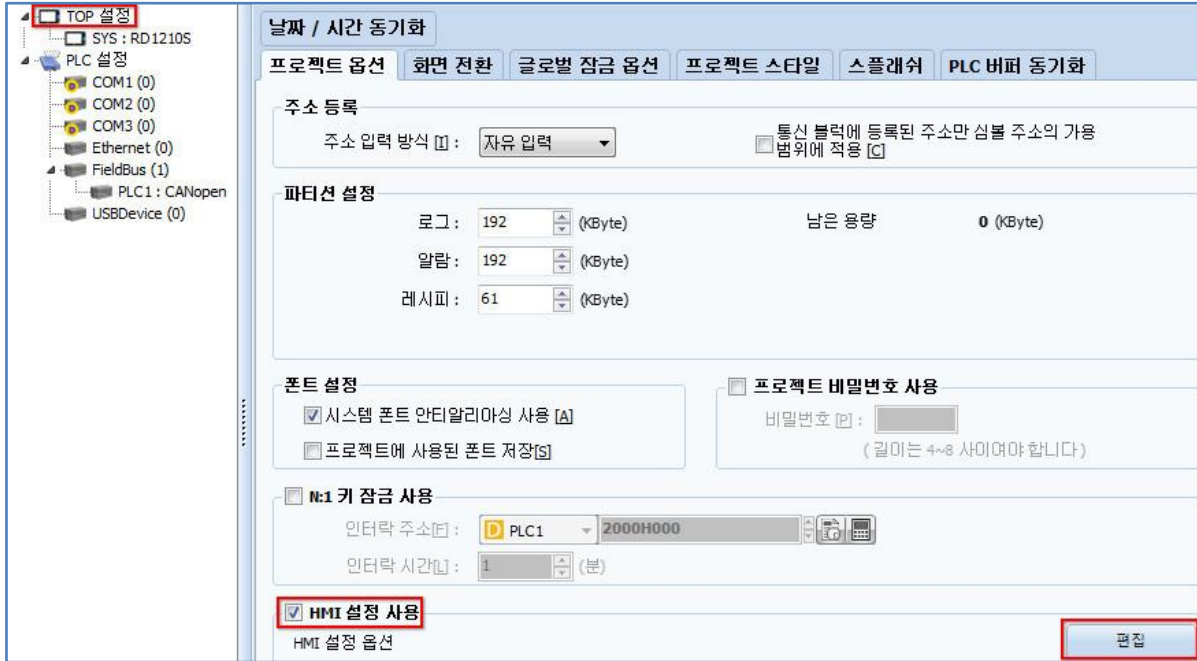 TOP 설정
SYS : RD1210S
PLC 설정
COM1 (0)
COM2 (0)
COM3 (0)
Ethernet (0)
FieldBus (1)
PLC1 : CANopen
USBDevice (0)
날짜 / 시간 동기화
프로젝트 옵션 화면 전환 글로벌 잠금 옵션 프로젝트 스타일 스플래쉬 PLC 버퍼 동기화
주소 등록
주소 입력 방식 [I] : 자유 입력
통신 블럭에 등록된 주소만 심볼 주소의 가용
범위에 적용 [C]
파티션 설정
로그 : 192 (KByte) 남은 용량 0 (KByte)
알람 : 192 (KByte)
레시피 : 61 (KByte)
폰트 설정
시스템 폰트 안티알리아싱 사용 [A]
프로젝트에 사용된 폰트 저장[S]
프로젝트 비밀번호 사용
비밀번호 [P] :
( 길이는 4~8 사이여야 합니다 )
N:1 키 잠금 사용
인터락 주소[F] : D PLC1 2000H000
인터락 시간[L] : 1 (분)
HMI 설정 사용
HMI 설정 옵션 편집